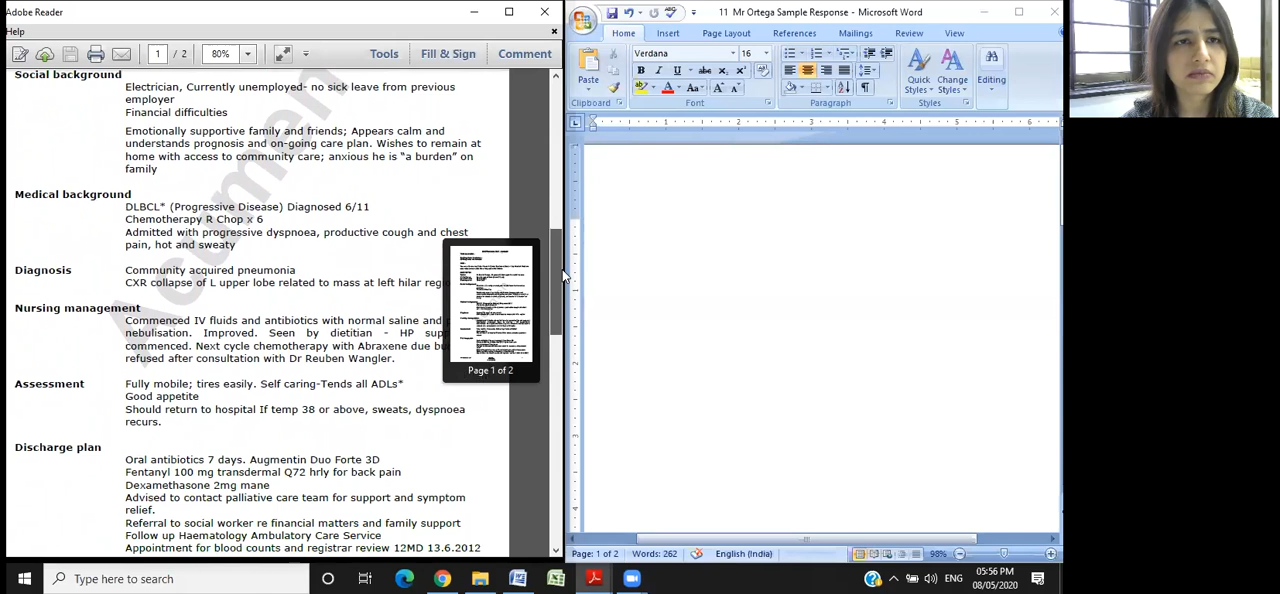 Adobe Reader
Help
1 / 2
80%
Tools
Fill & Sign
Comment
Social background
Electrician, Currently unemployed- no sick leave from previous
employer
Financial difficulties
Emotionally supportive family and friends; Appears calm and
understands prognosis and on-going care plan. Wishes to remain at
home with access to community care; anxious he is "a burden" on
family
Medical background
DLBCL* (Progressive Disease) Diagnosed 6/11
Chemotherapy R Chop x 6
Admitted with progressive dyspnoea, productive cough and chest
pain, hot and sweaty
Diagnosis
Community acquired pneumonia
CXR collapse of L upper lobe related to mass at left hilar reg
Nursing management
Commenced IV fluids and antibiotics with normal saline and
nebulisation. Improved. Seen by dietitian - HP sup
commenced. Next cycle chemotherapy with Abraxene due bu
refused after consultation with Dr Reuben Wangler.
Assessment
Fully mobile; tires easily. Self caring-Tends all ADLs*
Good appetite
Should return to hospital If temp 38 or above, sweats, dyspnoea
recurs.
Discharge plan
Oral antibiotics 7 days. Augmentin Duo Forte 3D
Fentanyl 100 mg transdermal Q72 hrly for back pain
Dexamethasone 2mg mane
Advised to contact palliative care team for support and symptom
relief.
Referral to social worker re financial matters and family support
Follow up Haematology Ambulatory Care Service
Appointment for blood counts and registrar review 12MD 13.6.2012
Acumen
Page 1 of 2
11 Mr Ortega Sample Response - Microsoft Word
Home
Insert
Page Layout
References
Mailings
Review
View
Paste
Clipboard
Verdana
16
Font
Paragraph
Quick
Styles
Change
Styles
Styles
Editing
1 2 3 4 5 6
1
2
3
4
Page: 1 of 2
Words: 262
English (India)
98%
Type here to search
ENG
05:56 PM
08/05/2020